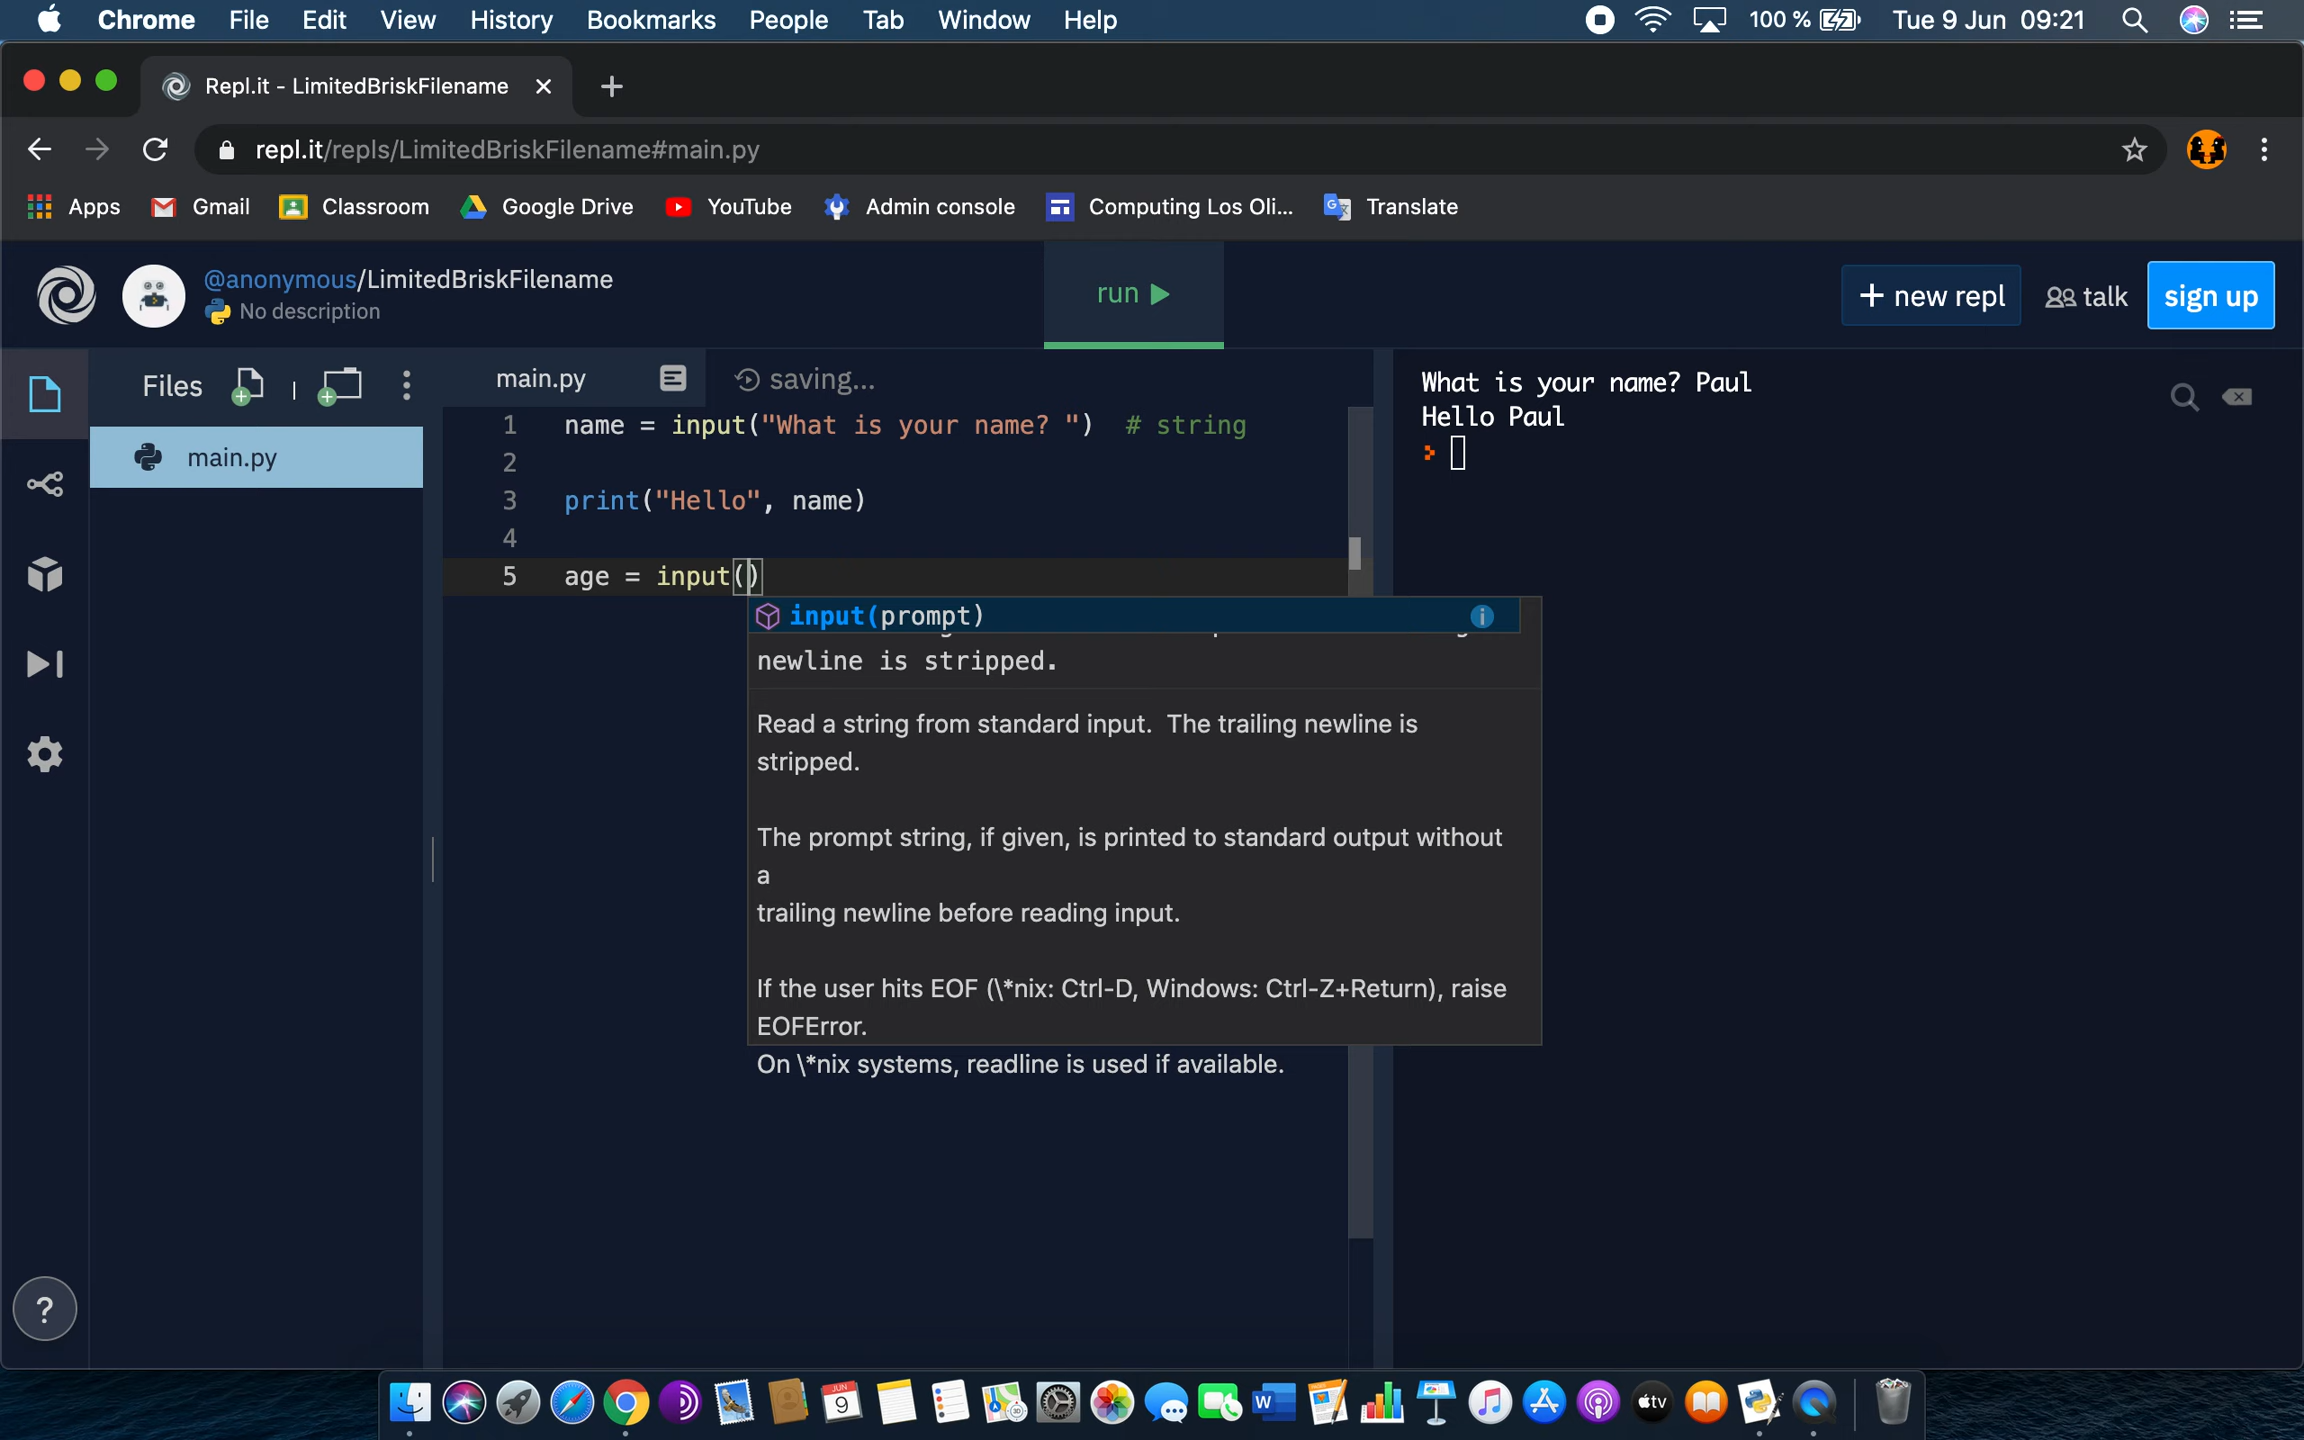 Chrome File Edit View History Bookmarks People Tab Window Help 100 % Tue 9 Jun 09:21
Repl.it - LimitedBriskFilename
repl.it/repls/LimitedBriskFilename#main.py
Apps Gmail Classroom Google Drive YouTube Admin console Computing Los Oli... Translate
@anonymous/LimitedBriskFilename
No description
run
+ new repl talk sign up
Files
main.py
main.py saving...
1 name = input("What is your name? ") # string
2
3 print("Hello", name)
4
5 age = input()
input(prompt)
newline is stripped.
Read a string from standard input. The trailing newline is
stripped.
The prompt string, if given, is printed to standard output without
a
trailing newline before reading input.
If the user hits EOF (\*nix: Ctrl-D, Windows: Ctrl-Z+Return), raise
EOFError.
On \*nix systems, readline is used if available.
What is your name? Paul
Hello Paul
?
JUN
9
3D
W
tv